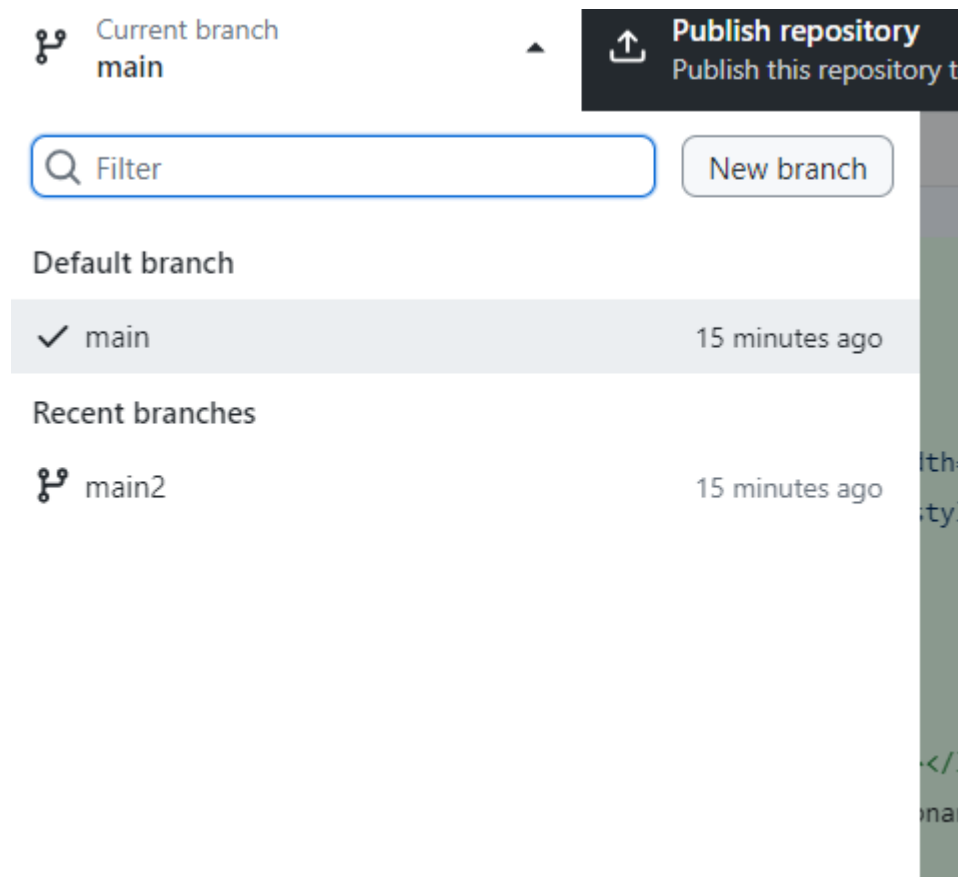 Current branch
main
Publish repository
Publish this repository t
Filter
New branch
Default branch
main
15 minutes ago
Recent branches
main2
15 minutes ago